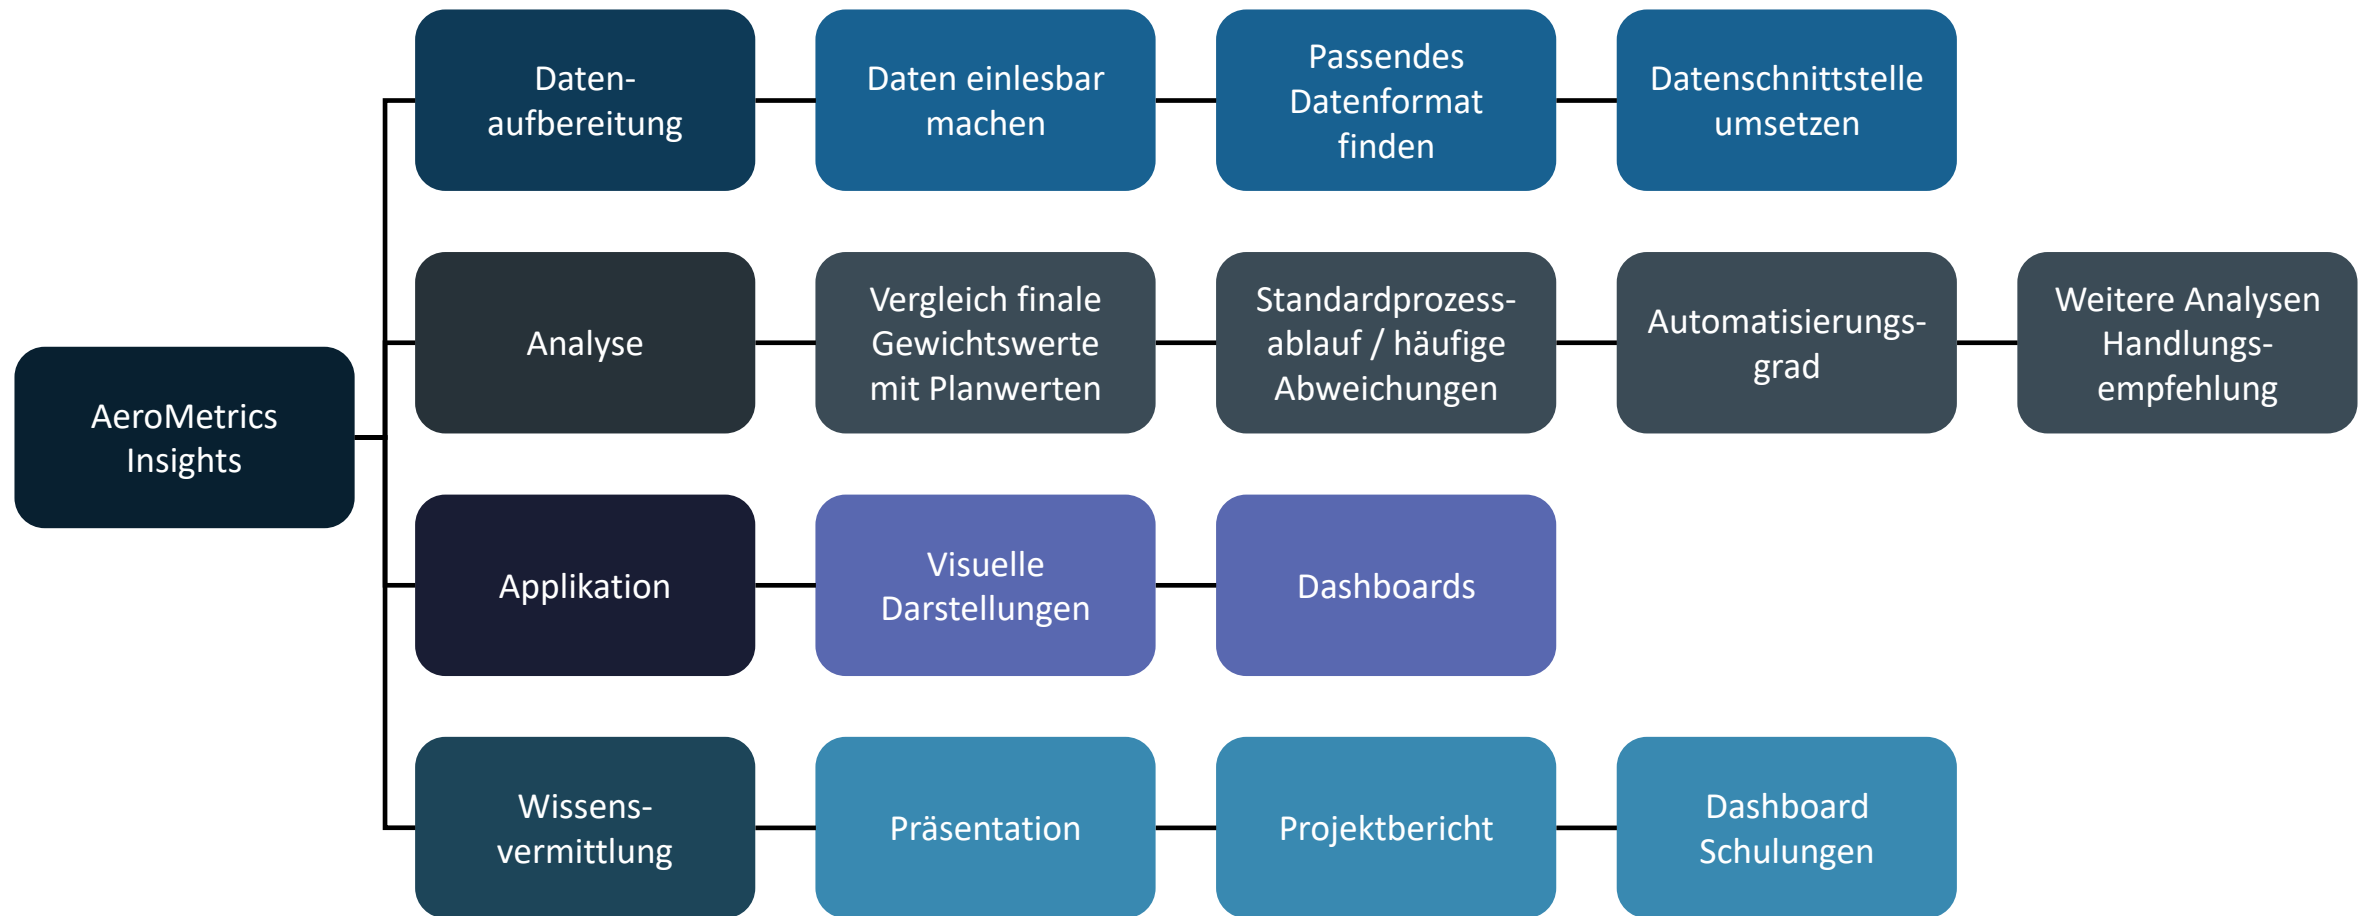 AeroMetrics
Insights
Daten-
aufbereitung
Daten einlesbar
machen
Passendes
Datenformat
finden
Datenschnittstelle
umsetzen
Analyse
Vergleich finale
Gewichtswerte
mit Planwerten
Standardprozess-
ablauf / häufige
Abweichungen
Automatisierungs-
grad
Weitere Analysen
Handlungs-
empfehlung
Applikation
Visuelle
Darstellungen
Dashboards
Wissens-
vermittlung
Präsentation
Projektbericht
Dashboard
Schulungen